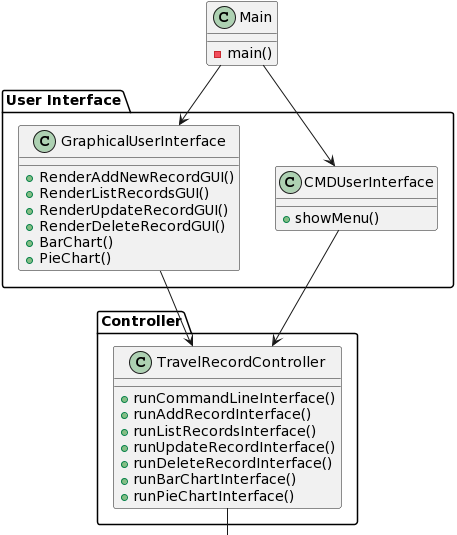 C Main
main()
User Interface
C GraphicalUserInterface
RenderAddNewRecordGUI()
RenderListRecordsGUI()
RenderUpdateRecordGUI()
RenderDeleteRecordGUI()
BarChart()
PieChart()
C CMDUserInterface
showMenu()
Controller
C TravelRecordController
runCommandLineInterface()
runAddRecordInterface()
runListRecordsInterface()
runUpdateRecordInterface()
runDeleteRecordInterface()
runBarChartInterface()
runPieChartInterface()